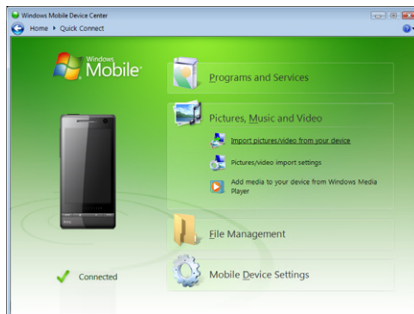 Windows Mobile Device Center
Home ▸ Quick Connect
Windows
Mobile™
Programs and Services
Pictures, Music and Video
Import pictures/video from your device
Pictures/video import settings
Add media to your device from Windows Media
Player
File Management
Mobile Device Settings
Connected